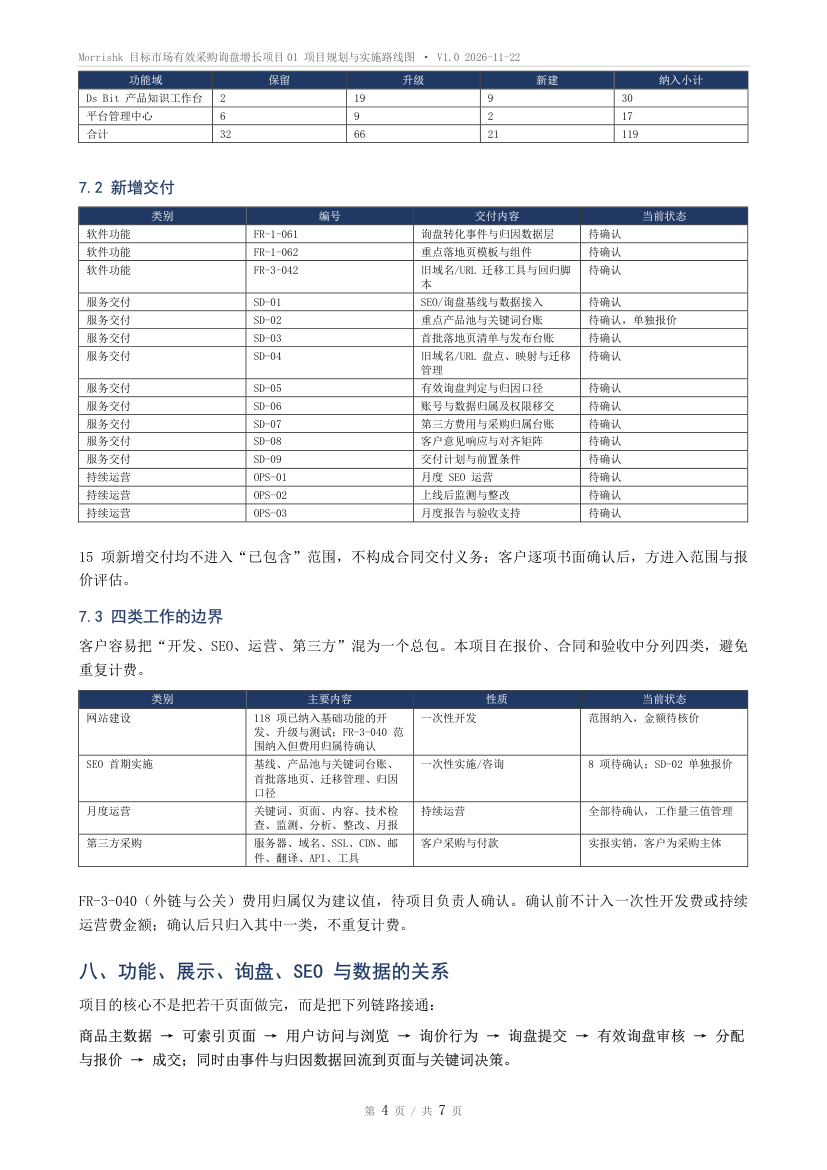 Morrishk 目标市场有效采购询盘增长项目01 项目规划与实施路线图 • V1.0 2026-11-22
功能域 保留 升级 新建 纳入小计
Ds Bit 产品知识工作台 2 19 9 30
平台管理中心 6 9 2 17
合计 32 66 21 119
7.2 新增交付
类别 编号 交付内容 当前状态
软件功能 FR-1-061 询盘转化事件与归因数据层 待确认
软件功能 FR-1-062 重点落地页模板与组件 待确认
软件功能 FR-3-042 旧域名/URL 迁移工具与回归脚 待确认
本
服务交付 SD-01 SEO/询盘基线与数据接入 待确认
服务交付 SD-02 重点产品池与关键词台账 待确认，单独报价
服务交付 SD-03 首批落地页清单与发布台账 待确认
服务交付 SD-04 旧域名/URL 盘点、映射与迁移 待确认
管理
服务交付 SD-05 有效询盘判定与归因口径 待确认
服务交付 SD-06 账号与数据归属及权限移交 待确认
服务交付 SD-07 第三方费用与采购归属台账 待确认
服务交付 SD-08 客户意见响应与对齐矩阵 待确认
服务交付 SD-09 交付计划与前置条件 待确认
持续运营 OPS-01 月度 SEO 运营 待确认
持续运营 OPS-02 上线后监测与整改 待确认
持续运营 OPS-03 月度报告与验收支持 待确认
15 项新增交付均不进入“已包含”范围，不构成合同交付义务；客户逐项书面确认后，方进入范围与报
价评估。
7.3 四类工作的边界
客户容易把“开发、SEO、运营、第三方”混为一个总包。本项目在报价、合同和验收中分列四类，避免
重复计费。
类别 主要内容 性质 当前状态
网站建设 118 项已纳入基础功能的开 一次性开发 范围纳入，金额待核价
发、升级与测试；FR-3-040 范
围纳入但费用归属待确认
SEO 首期实施 基线、产品池与关键词台账、 一次性实施/咨询 8 项待确认；SD-02 单独报价
首批落地页、迁移管理、归因
口径
月度运营 关键词、页面、内容、技术检 持续运营 全部待确认，工作量三值管理
查、监测、分析、整改、月报
第三方采购 服务器、域名、SSL、CDN、邮 客户采购与付款 实报实销，客户为采购主体
件、翻译、API、工具
FR-3-040（外链与公关）费用归属仅为建议值，待项目负责人确认。确认前不计入一次性开发费或持续
运营费金额；确认后只归入其中一类，不重复计费。
八、功能、展示、询盘、SEO 与数据的关系
项目的核心不是把若干页面做完，而是把下列链路接通：
商品主数据 → 可索引页面 → 用户访问与浏览 → 询价行为 → 询盘提交 → 有效询盘审核 → 分配
与报价 → 成交；同时由事件与归因数据回流到页面与关键词决策。
第 4 页 / 共 7 页